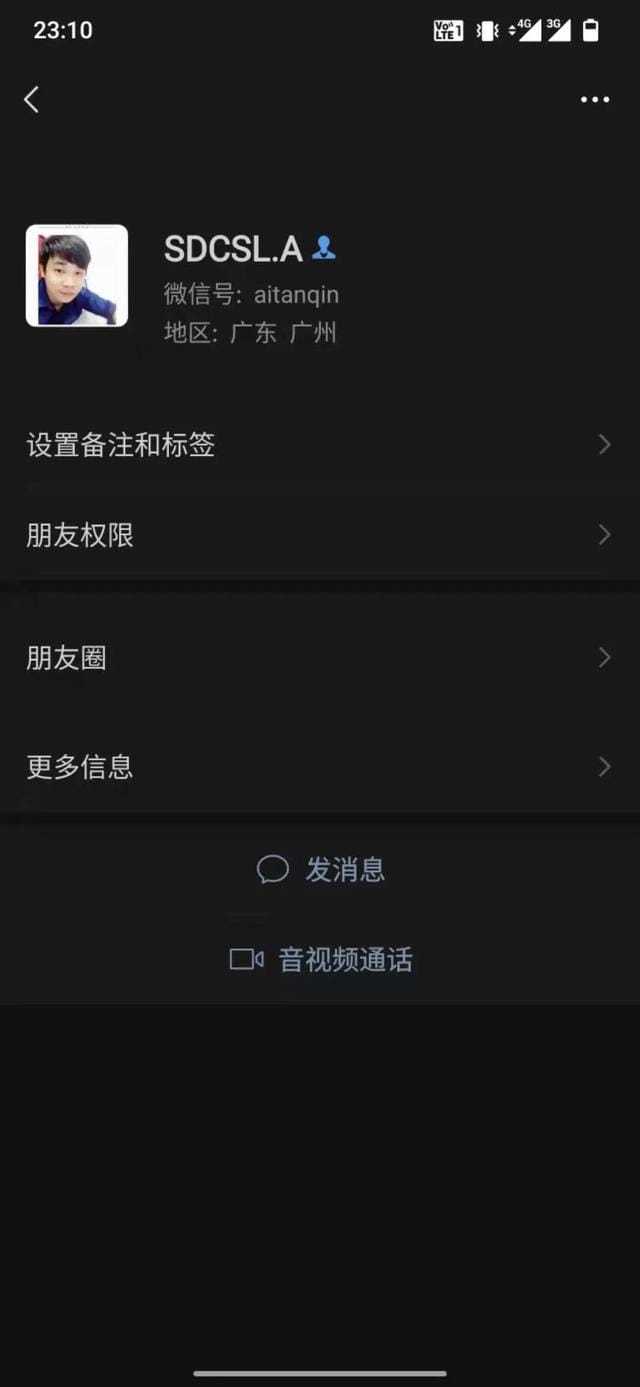 23:10
VoLTE1 4G 3G
SDCSL.A
微信号: aitanqin
地区: 广东 广州
设置备注和标签
朋友权限
朋友圈
更多信息
发消息
音视频通话